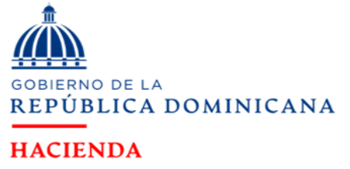 GOBIERNO DE LA
REPÚBLICA DOMINICANA
HACIENDA